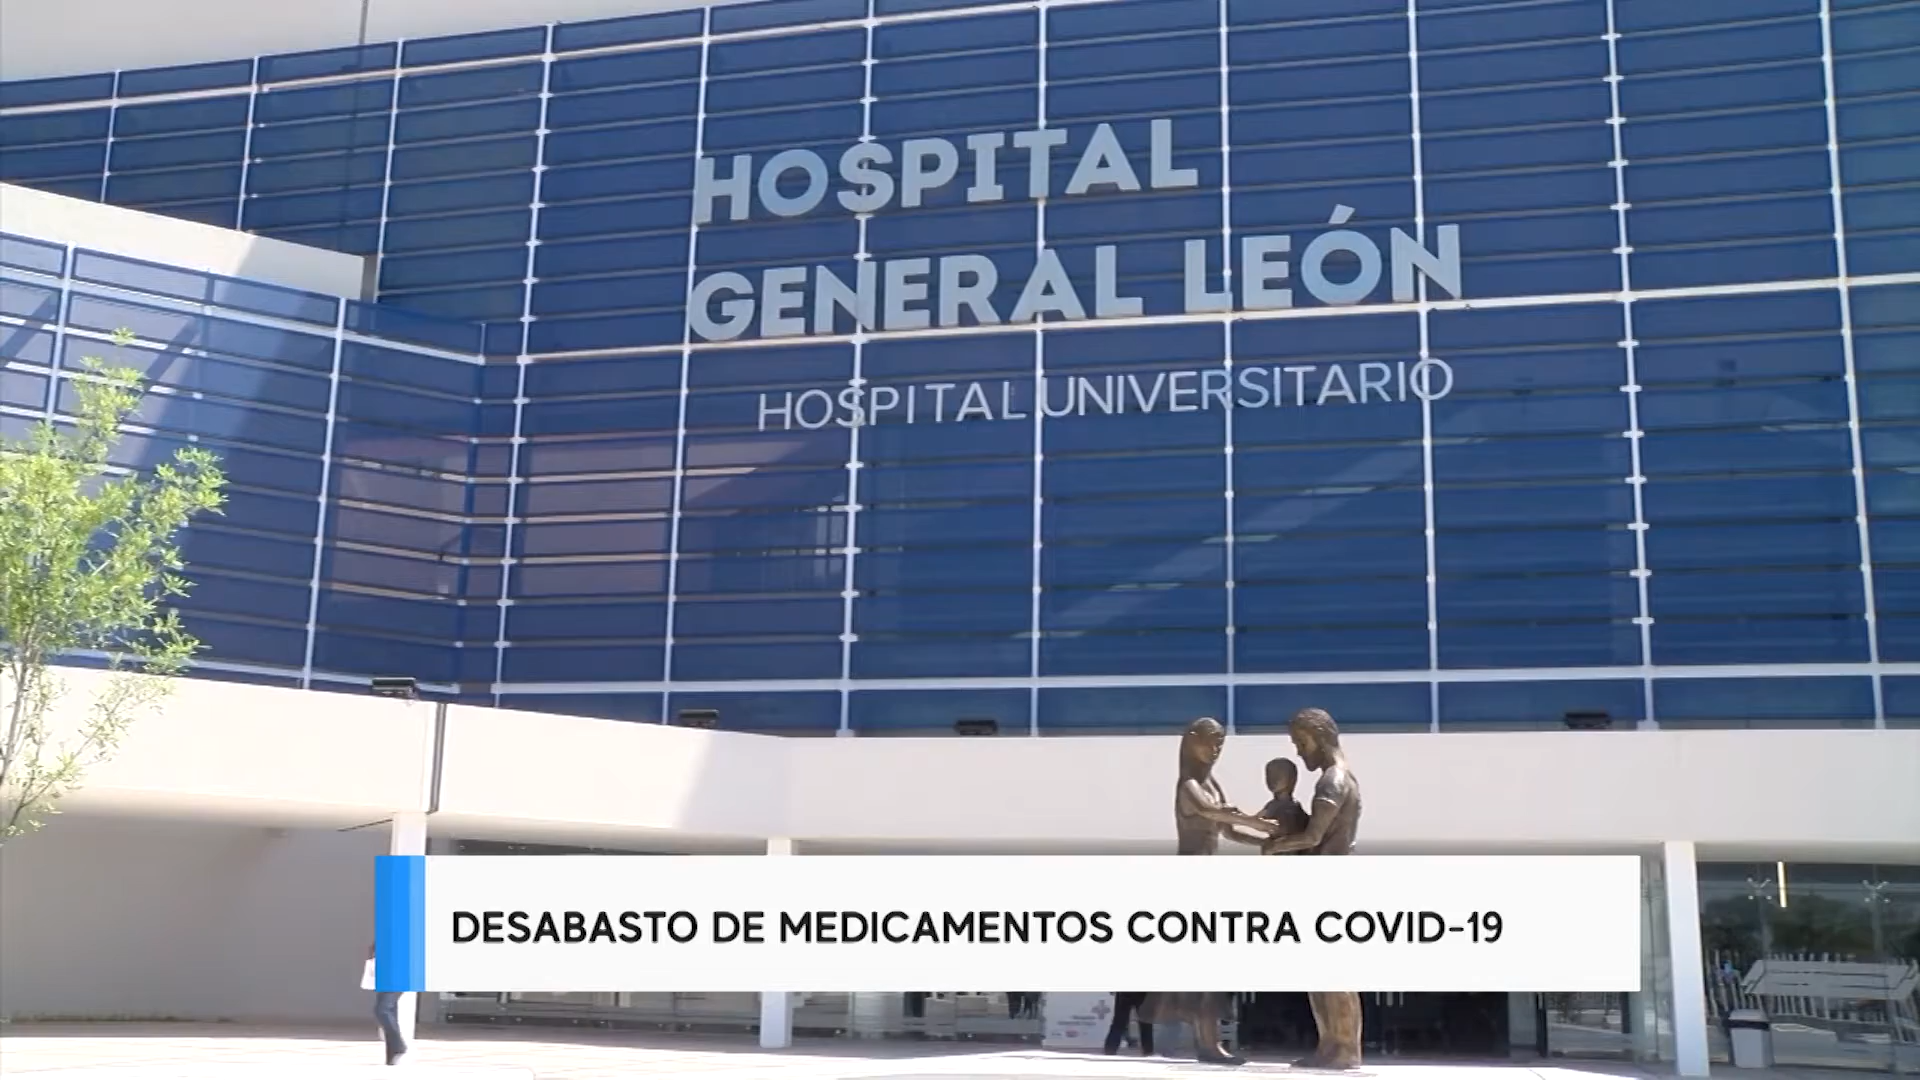 HOSPITAL
GENERAL LEÓN
HOSPITAL UNIVERSITARIO
DESABASTO DE MEDICAMENTOS CONTRA COVID-19